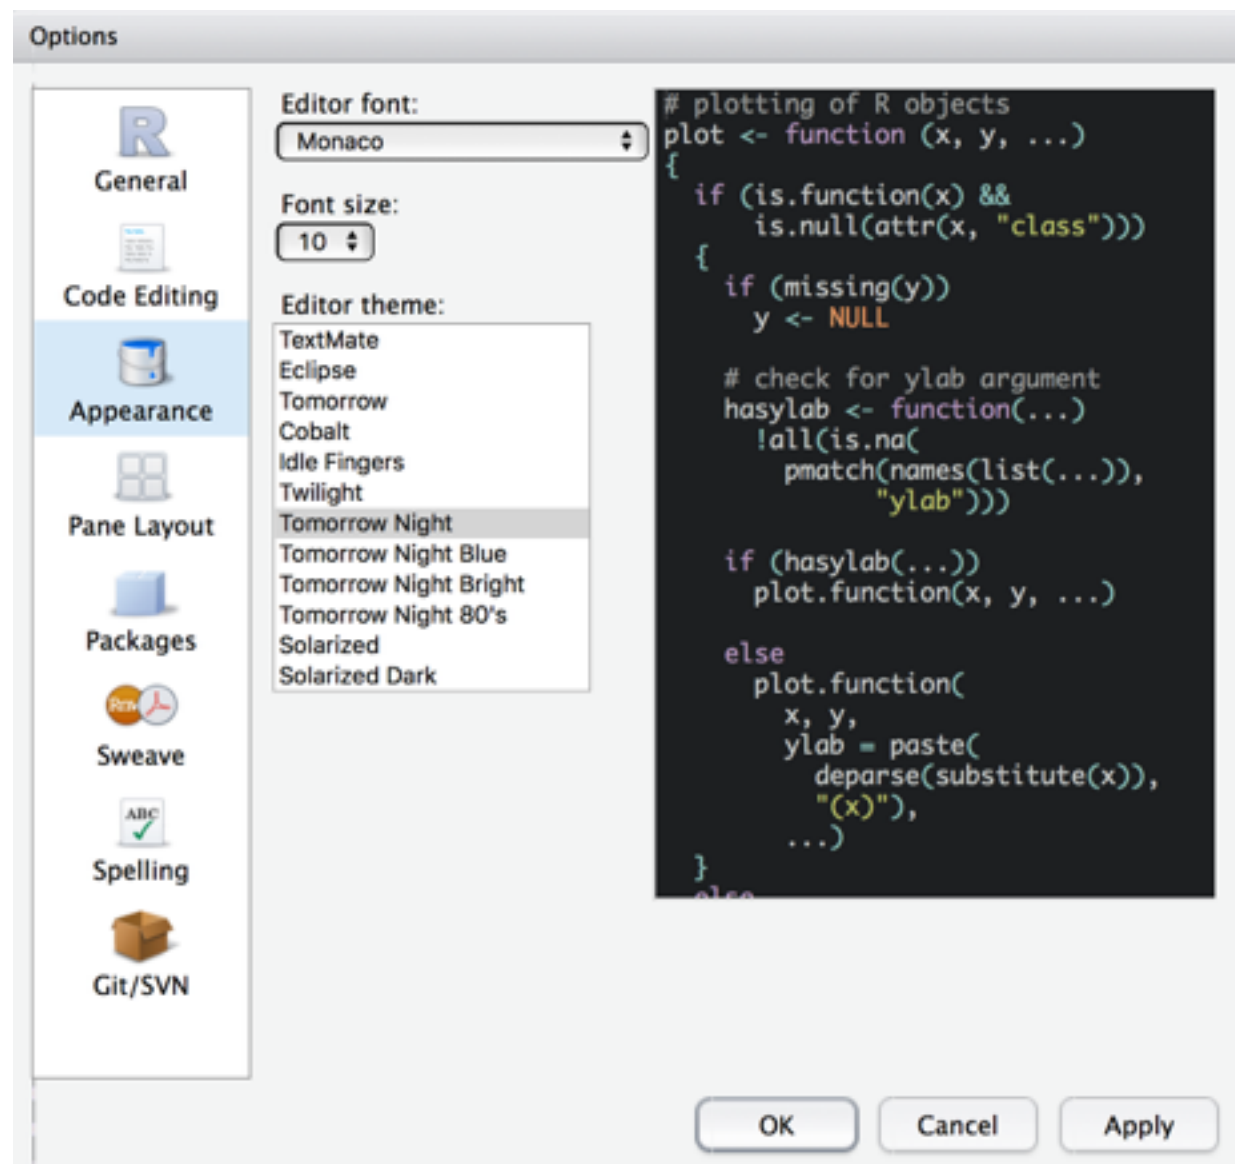 Options
R
General
Code Editing
Appearance
Pane Layout
Packages
Rnw
Sweave
ABC
Spelling
Git/SVN
Editor font:
Monaco
Font size:
10
Editor theme:
TextMate
Eclipse
Tomorrow
Cobalt
Idle Fingers
Twilight
Tomorrow Night
Tomorrow Night Blue
Tomorrow Night Bright
Tomorrow Night 80's
Solarized
Solarized Dark
# plotting of R objects
plot <- function (x, y, ...)
{
  if (is.function(x) &&
      is.null(attr(x, "class")))
  {
    if (missing(y))
      y <- NULL
    # check for ylab argument
    hasylab <- function(...)
      !all(is.na(
        pmatch(names(list(...)),
              "ylab")))
    if (hasylab(...))
      plot.function(x, y, ...)
    else
      plot.function(
        x, y,
        ylab = paste(
          deparse(substitute(x)),
          "(x)"),
        ...)
  }
  else
OK
Cancel
Apply